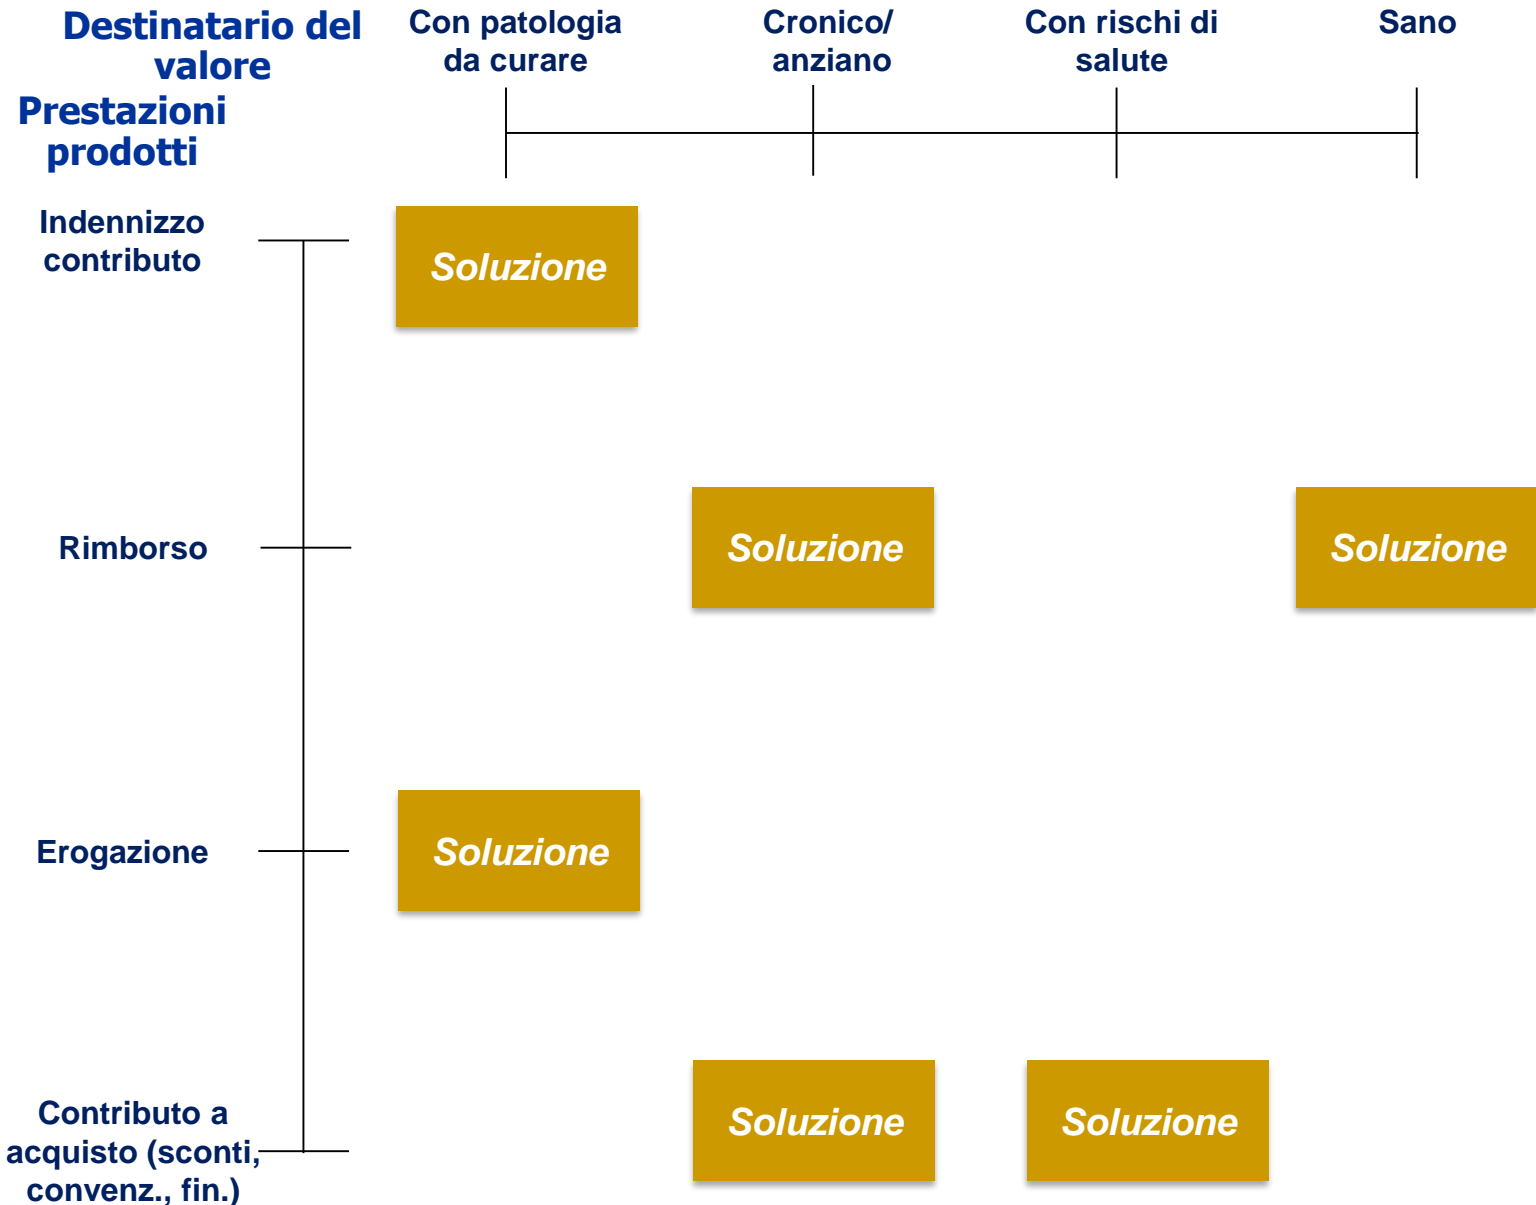 Destinatario del
valore
Prestazioni
prodotti
Con patologia
da curare
Cronico/
anziano
Con rischi di
salute
Sano
Indennizzo
contributo
Soluzione
Rimborso
Soluzione
Soluzione
Erogazione
Soluzione
Contributo a
acquisto (sconti,
convenz., fin.)
Soluzione
Soluzione